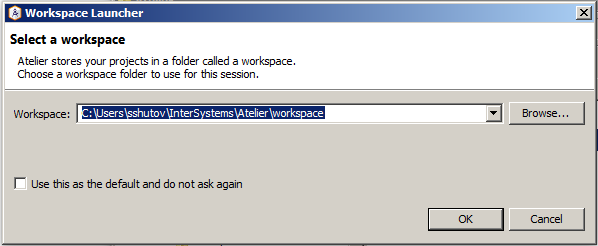 Workspace Launcher
Select a workspace
Atelier stores your projects in a folder called a workspace.
Choose a workspace folder to use for this session.
Workspace: C:\Users\sshutov\InterSystems\Atelier\workspace Browse...
Use this as the default and do not ask again
OK Cancel